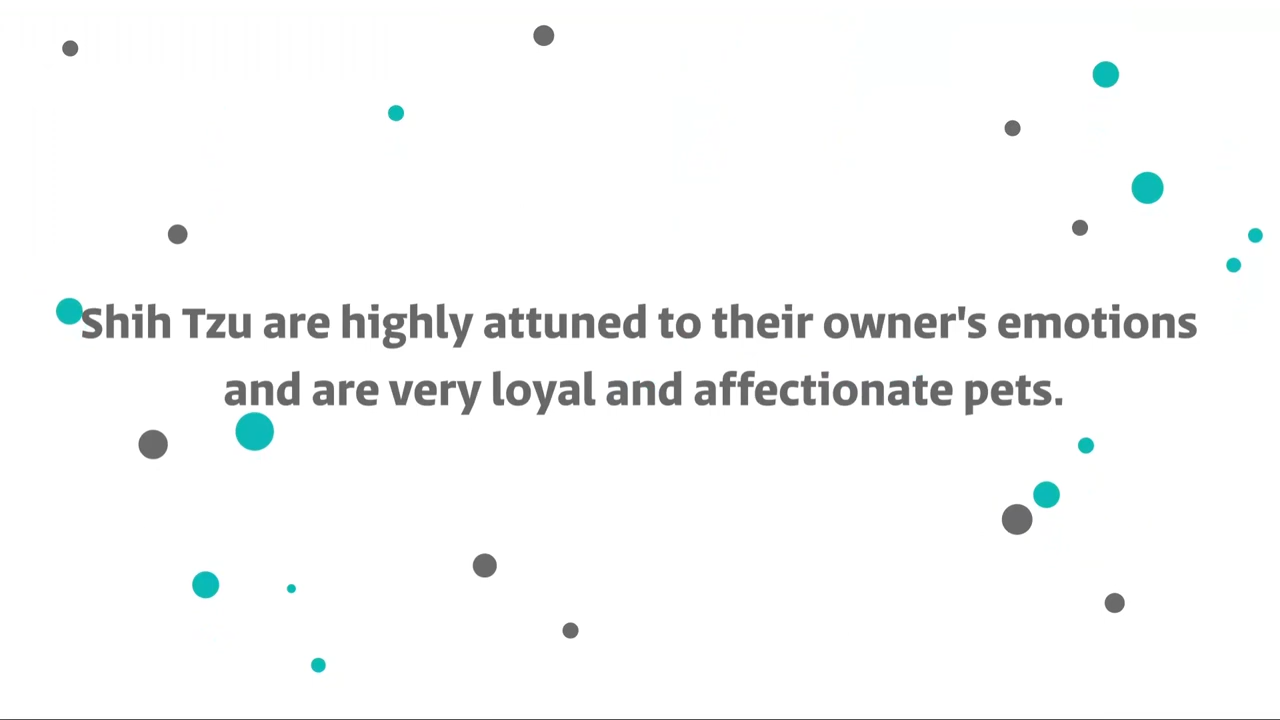 Shih Tzu are highly attuned to their owner's emotions
and are very loyal and affectionate pets.